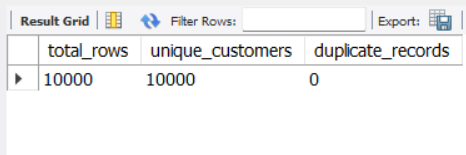 Result Grid Filter Rows: Export:
total_rows unique_customers duplicate_records
10000 10000 0